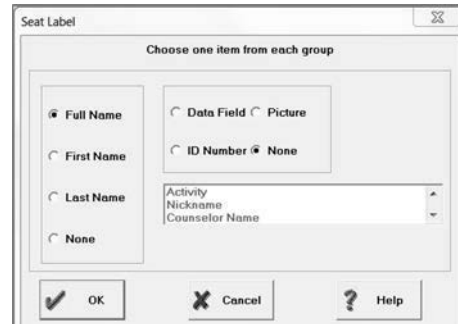 Seat Label
Choose one item from each group
Full Name
First Name
Last Name
None
Data Field Picture
ID Number None
Activity
Nickname
Counselor Name
OK Cancel Help